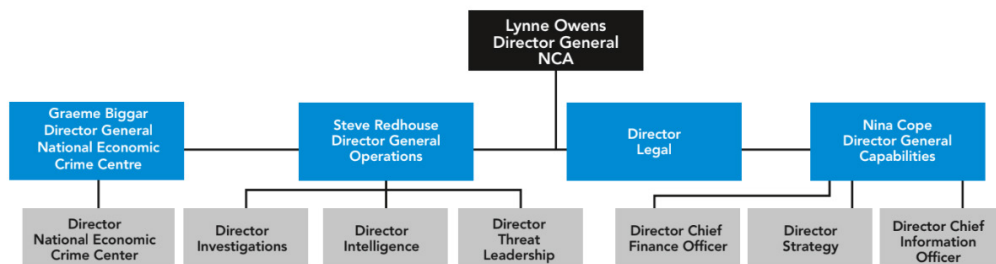 Lynne Owens
Director General
NCA
Graeme Biggar
Director General
National Economic
Crime Centre
Steve Redhouse
Director General
Operations
Director
Legal
Nina Cope
Director General
Capabilities
Director
National Economic
Crime Center
Director
Investigations
Director
Intelligence
Director
Threat
Leadership
Director Chief
Finance Officer
Director
Strategy
Director Chief
Information
Officer